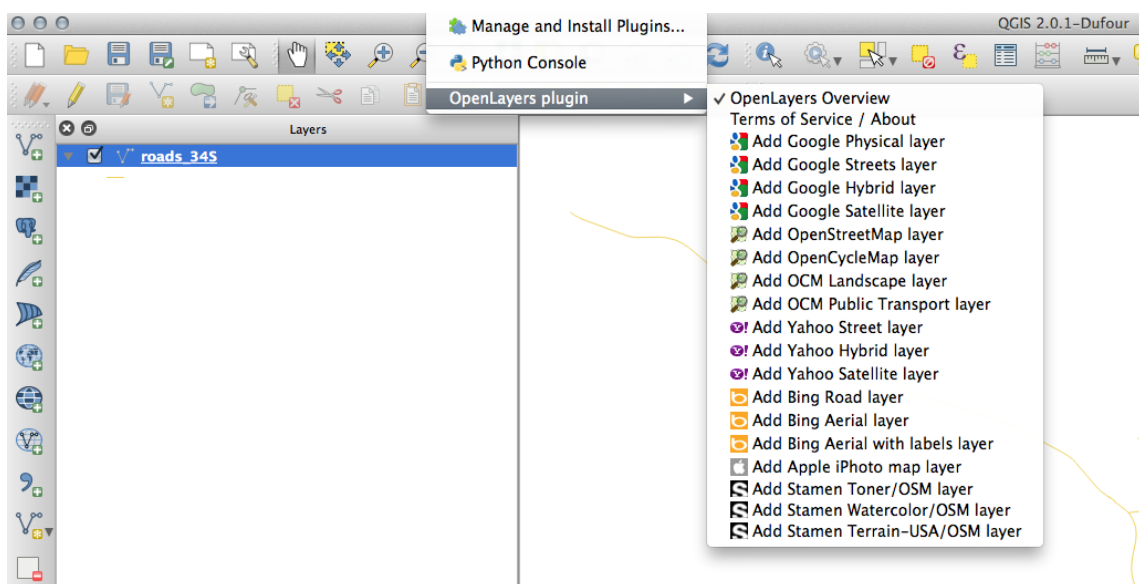 QGIS 2.0.1-Dufour
Manage and Install Plugins...
Python Console
OpenLayers plugin
Layers
roads_34S
OpenLayers Overview
Terms of Service / About
Add Google Physical layer
Add Google Streets layer
Add Google Hybrid layer
Add Google Satellite layer
Add OpenStreetMap layer
Add OpenCycleMap layer
Add OCM Landscape layer
Add OCM Public Transport layer
Add Yahoo Street layer
Add Yahoo Hybrid layer
Add Yahoo Satellite layer
Add Bing Road layer
Add Bing Aerial layer
Add Bing Aerial with labels layer
Add Apple iPhoto map layer
Add Stamen Toner/OSM layer
Add Stamen Watercolor/OSM layer
Add Stamen Terrain-USA/OSM layer